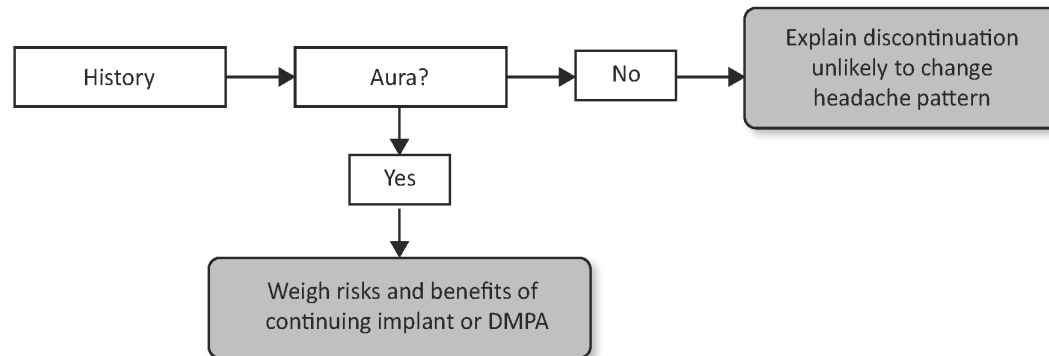 History
Aura?
No
Explain discontinuation
unlikely to change
headache pattern
Yes
Weigh risks and benefits of
continuing implant or DMPA